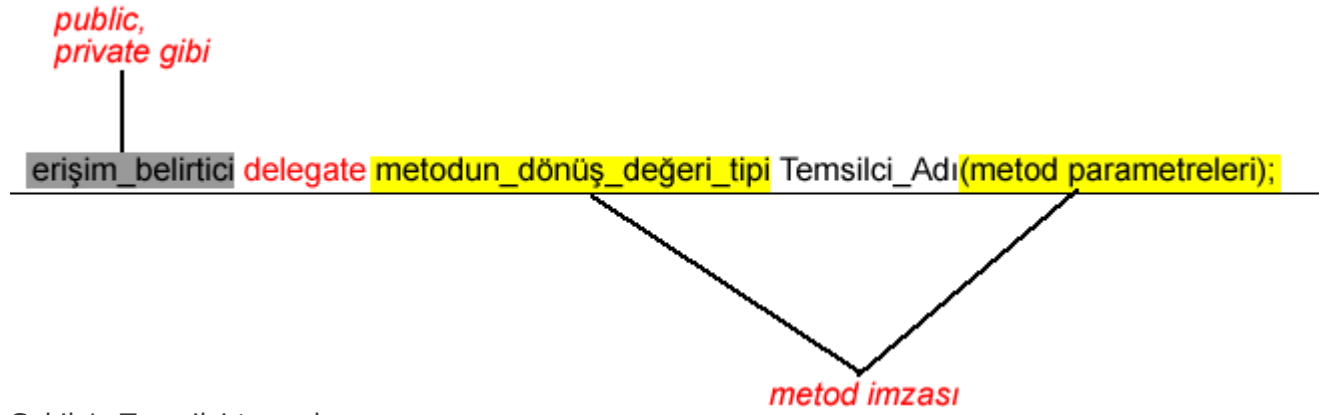 public,
private gibi
erişim_belirtici delegate metodun_dönüş_değeri_tipi Temsilci_Adı(metod parametreleri);
metod imzası